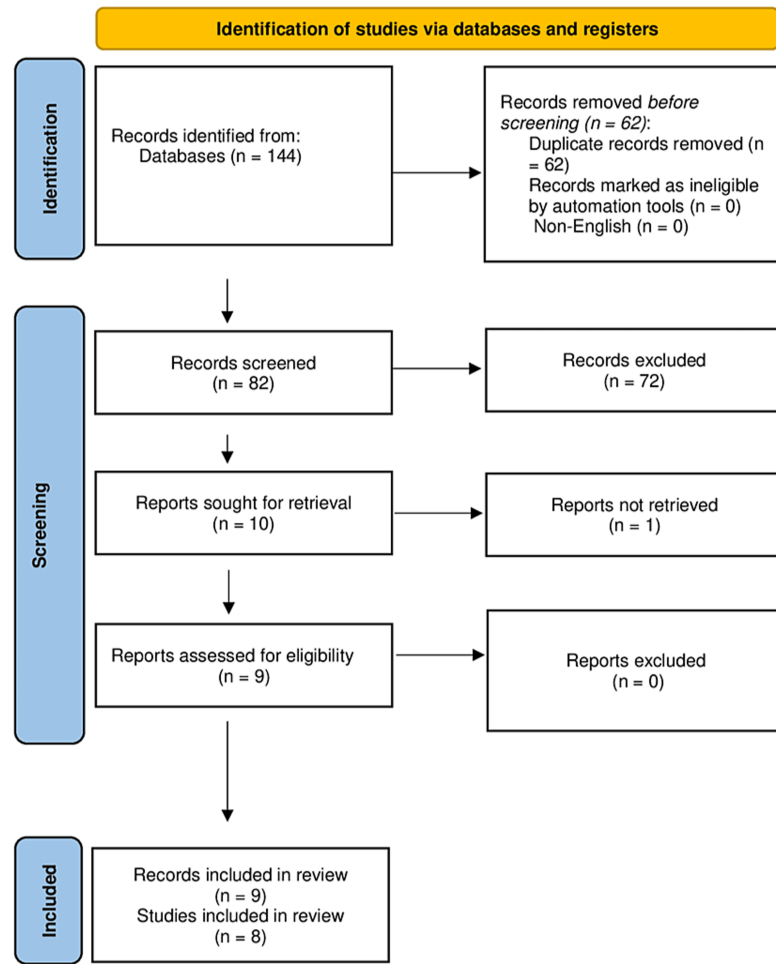 Identification of studies via databases and registers
Identification
Records identified from:
Databases (n = 144)
Records removed before
screening (n = 62):
Duplicate records removed (n
= 62)
Records marked as ineligible
by automation tools (n = 0)
Non-English (n = 0)
Screening
Records screened
(n = 82)
Records excluded
(n = 72)
Reports sought for retrieval
(n = 10)
Reports not retrieved
(n = 1)
Reports assessed for eligibility
(n = 9)
Reports excluded
(n = 0)
Included
Records included in review
(n = 9)
Studies included in review
(n = 8)